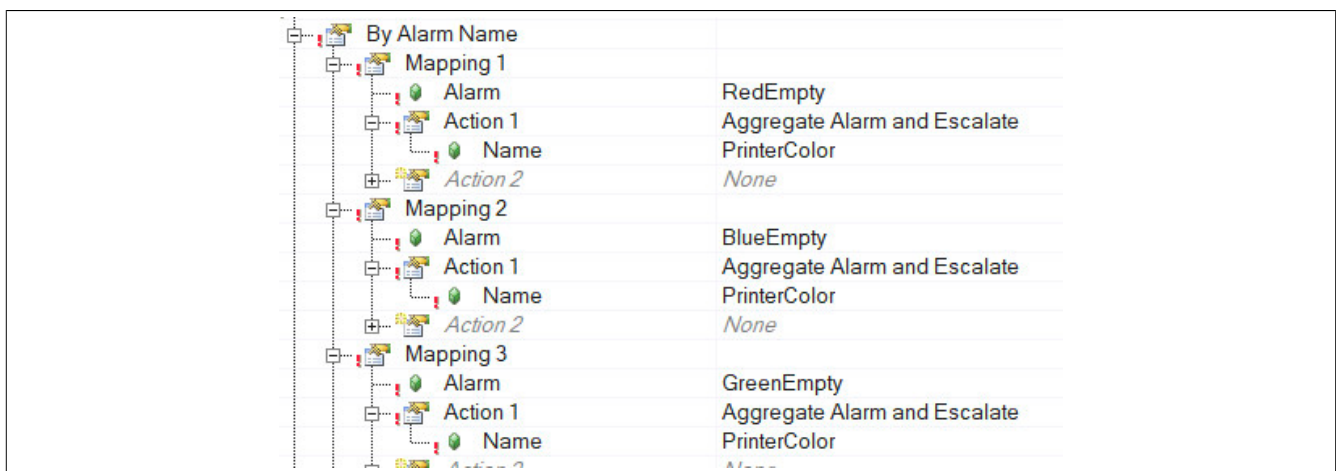 By Alarm Name
Mapping 1
Alarm RedEmpty
Action 1 Aggregate Alarm and Escalate
Name PrinterColor
Action 2 None
Mapping 2
Alarm BlueEmpty
Action 1 Aggregate Alarm and Escalate
Name PrinterColor
Action 2 None
Mapping 3
Alarm GreenEmpty
Action 1 Aggregate Alarm and Escalate
Name PrinterColor